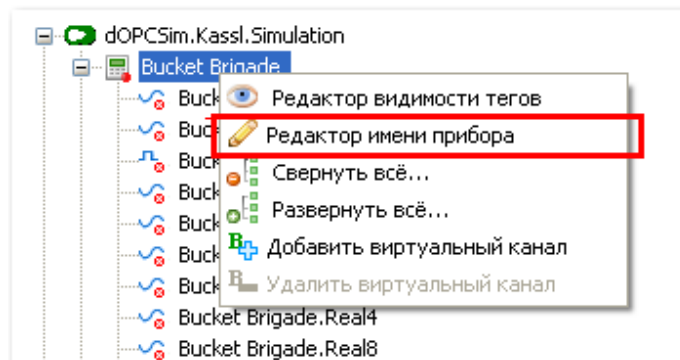 dOPCSim.Kassl.Simulation
Bucket Brigade
Редактор видимости тегов
Редактор имени прибора
Свернуть всё...
Развернуть всё...
Добавить виртуальный канал
Удалить виртуальный канал
Bucket Brigade.Real4
Bucket Brigade.Real8